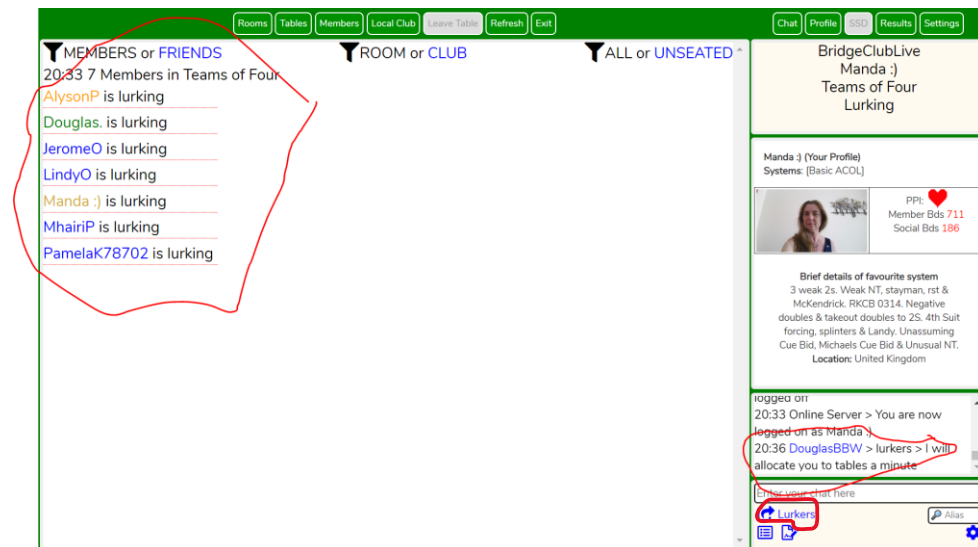 Rooms Tables Members Local Club Leave Table Refresh Exit
Chat Profile SSD Results Settings
MEMBERS or FRIENDS ROOM or CLUB ALL or UNSEATED
20:33 7 Members in Teams of Four
AlysonP is lurking
Douglas. is lurking
JeromeO is lurking
LindyO is lurking
Manda :) is lurking
MhairiP is lurking
PamelaK78702 is lurking
BridgeClubLive
Manda :)
Teams of Four
Lurking
Manda :) (Your Profile)
Systems: [Basic ACOL]
PPI:
Member Bds 711
Social Bds 186
Brief details of favourite system
3 weak 2s. Weak NT, stayman, rst &
McKendrick. RKCB 0314. Negative
doubles & takeout doubles to 2S. 4th Suit
forcing, splinters & Landy. Unassuming
Cue Bid, Michaels Cue Bid & Unusual NT.
Location: United Kingdom
logged off
20:33 Online Server > You are now
logged on as Manda :)
20:36 DouglasBBW > lurkers > I will
allocate you to tables a minute
Enter your chat here
Lurkers
Alias